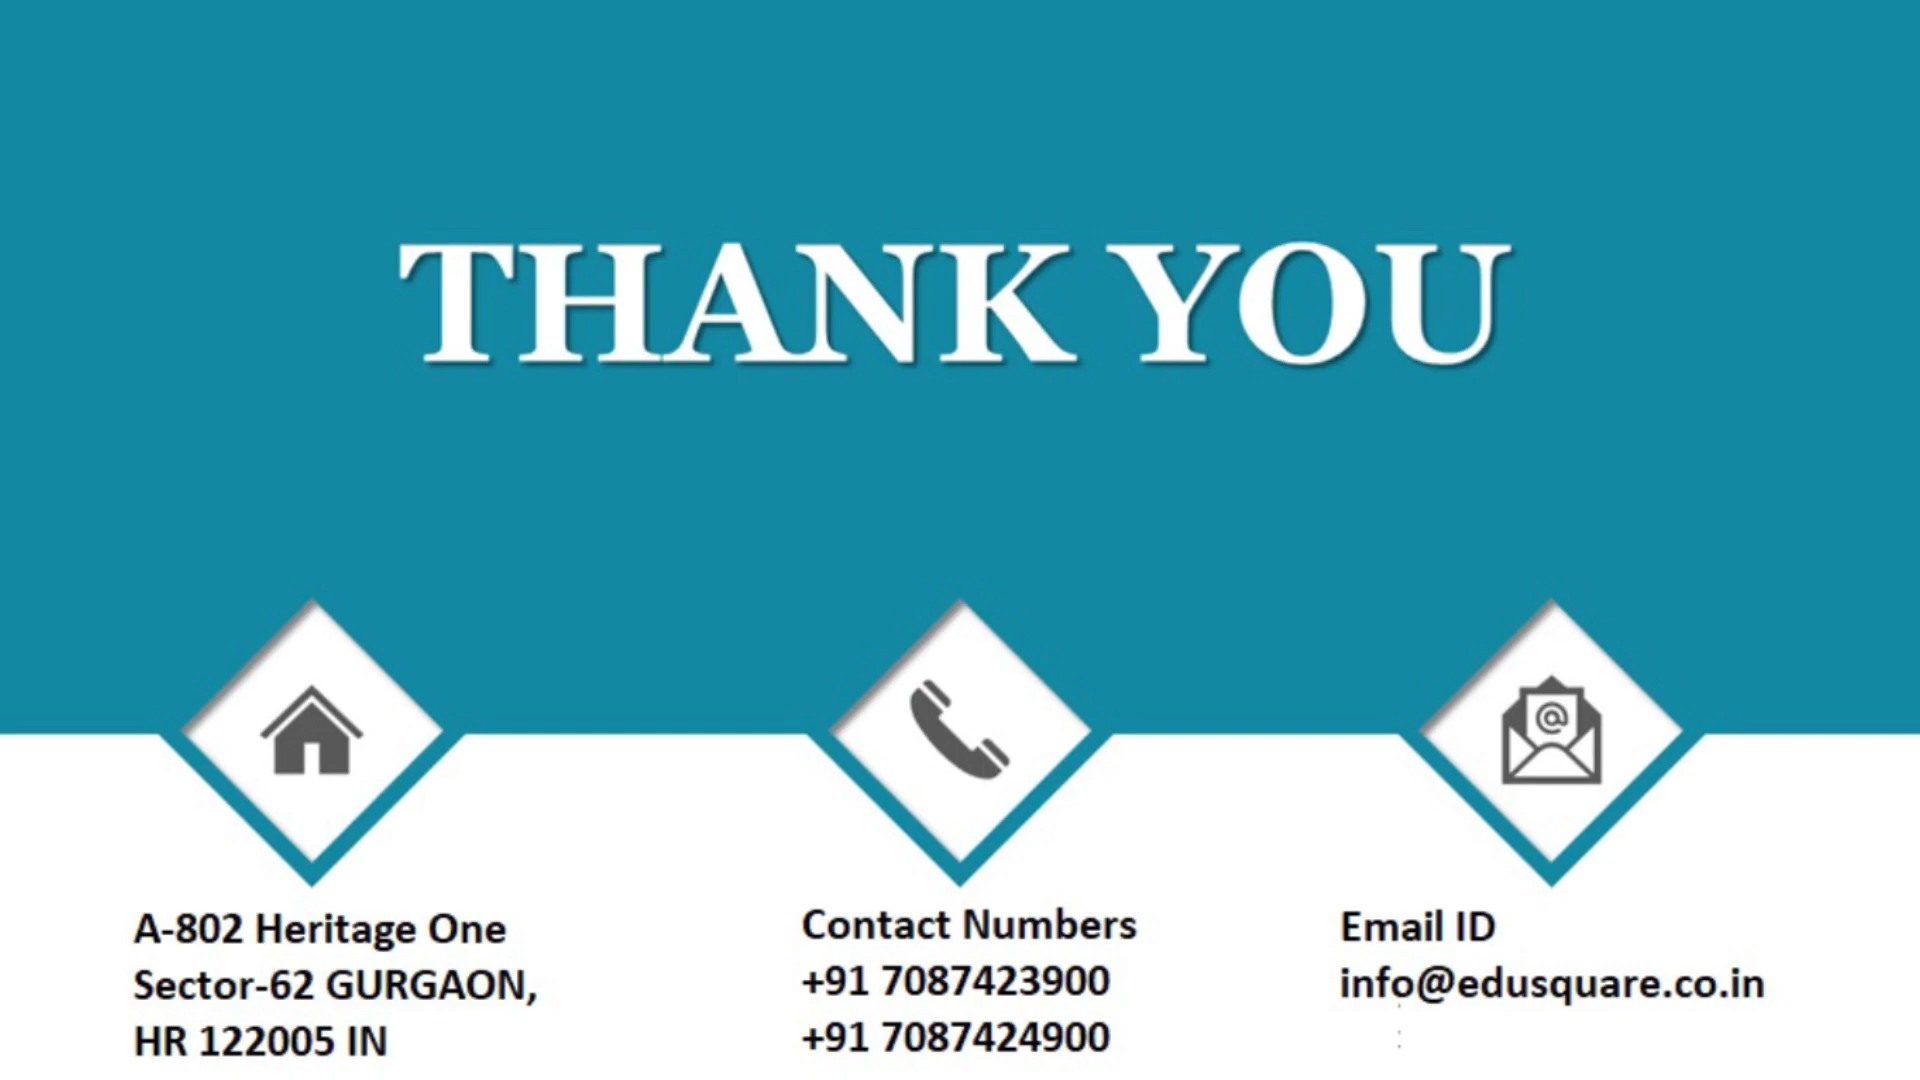 THANK YOU
A-802 Heritage One
Sector-62 GURGAON,
HR 122005 IN
Contact Numbers
+91 7087423900
+91 7087424900
Email ID
info@edusquare.co.in